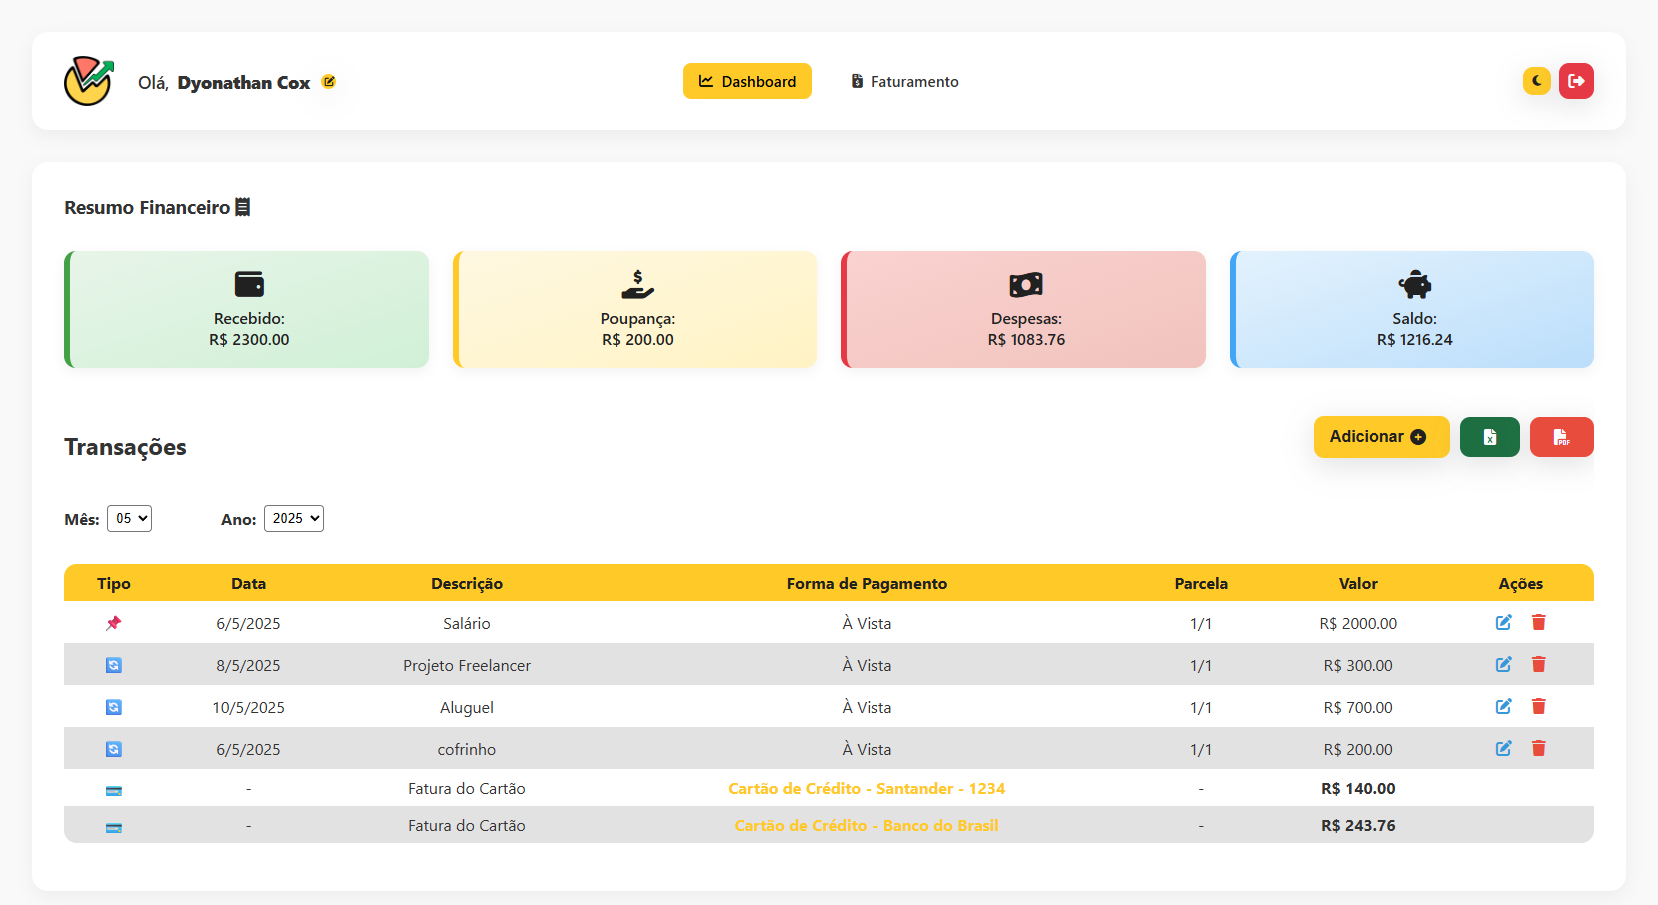 Olá, Dyonathan Cox
Dashboard
Faturamento
Resumo Financeiro
Recebido:
R$ 2300.00
$
Poupança:
R$ 200.00
Despesas:
R$ 1083.76
Saldo:
R$ 1216.24
Transações
Adicionar
X
PDF
Mês: 05 Ano: 2025
Tipo Data Descrição Forma de Pagamento Parcela Valor Ações
6/5/2025 Salário À Vista 1/1 R$ 2000.00
8/5/2025 Projeto Freelancer À Vista 1/1 R$ 300.00
10/5/2025 Aluguel À Vista 1/1 R$ 700.00
6/5/2025 cofrinho À Vista 1/1 R$ 200.00
- Fatura do Cartão Cartão de Crédito - Santander - 1234 - R$ 140.00
- Fatura do Cartão Cartão de Crédito - Banco do Brasil - R$ 243.76